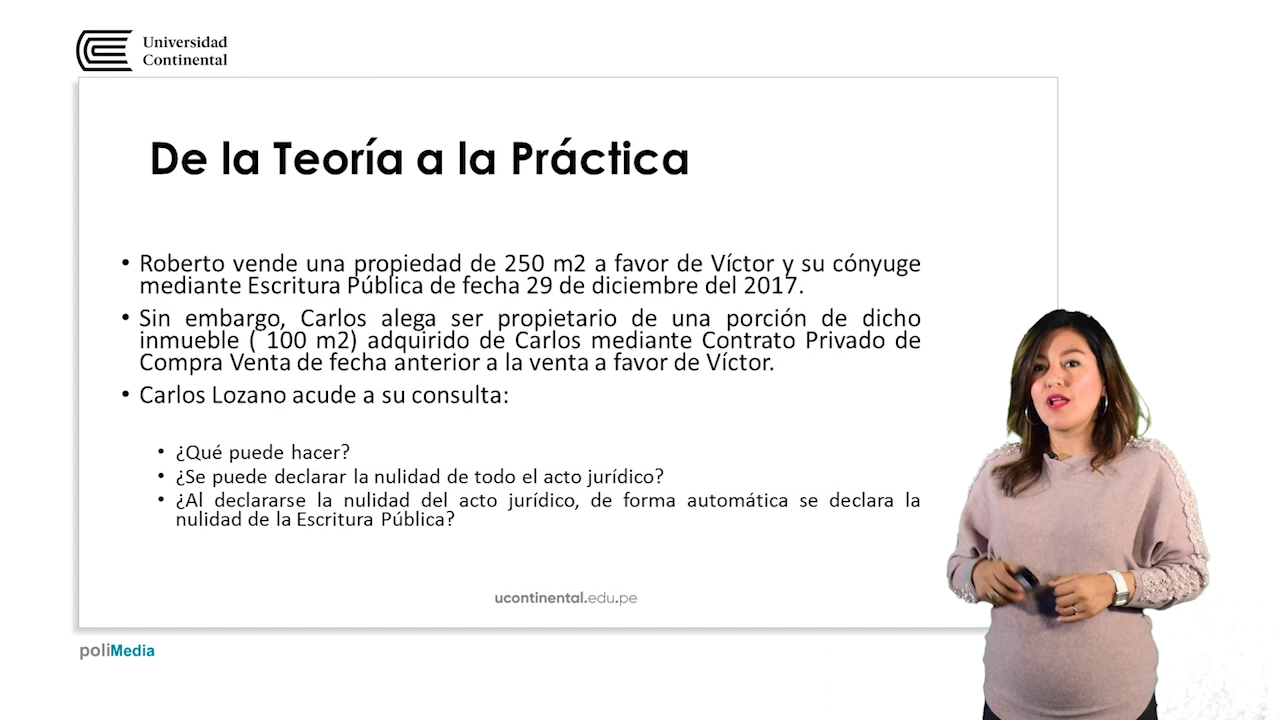 Universidad
Continental
De la Teoría a la Práctica
• Roberto vende una propiedad de 250 m2 a favor de Víctor y su cónyuge
mediante Escritura Pública de fecha 29 de diciembre del 2017.
• Sin embargo, Carlos alega ser propietario de una porción de dicho
inmueble ( 100 m2) adquirido de Carlos mediante Contrato Privado de
Compra Venta de fecha anterior a la venta a favor de Víctor.
• Carlos Lozano acude a su consulta:
• ¿Qué puede hacer?
• ¿Se puede declarar la nulidad de todo el acto jurídico?
• ¿Al declararse la nulidad del acto jurídico, de forma automática se declara la
nulidad de la Escritura Pública?
ucontinental.edu.pe
poliMedia